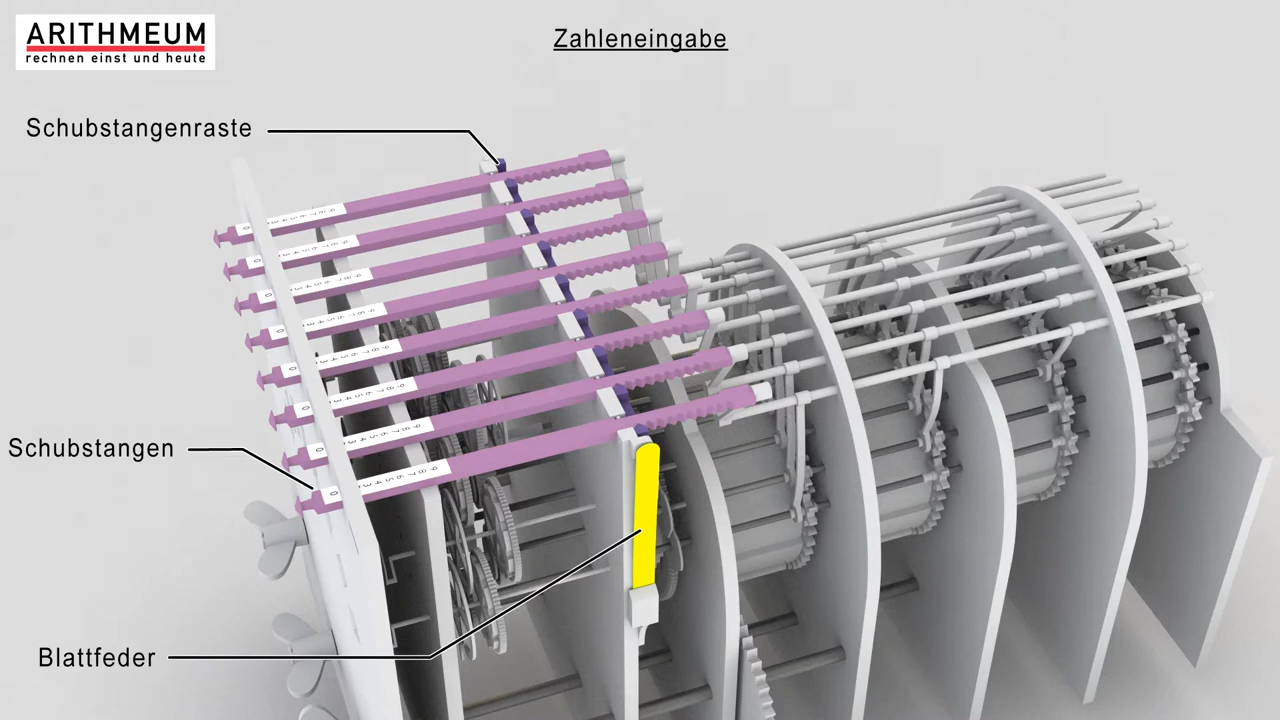 ARITHMEUM
rechnen einst und heute
Zahleneingabe
Schubstangenraste
Schubstangen
Blattfeder